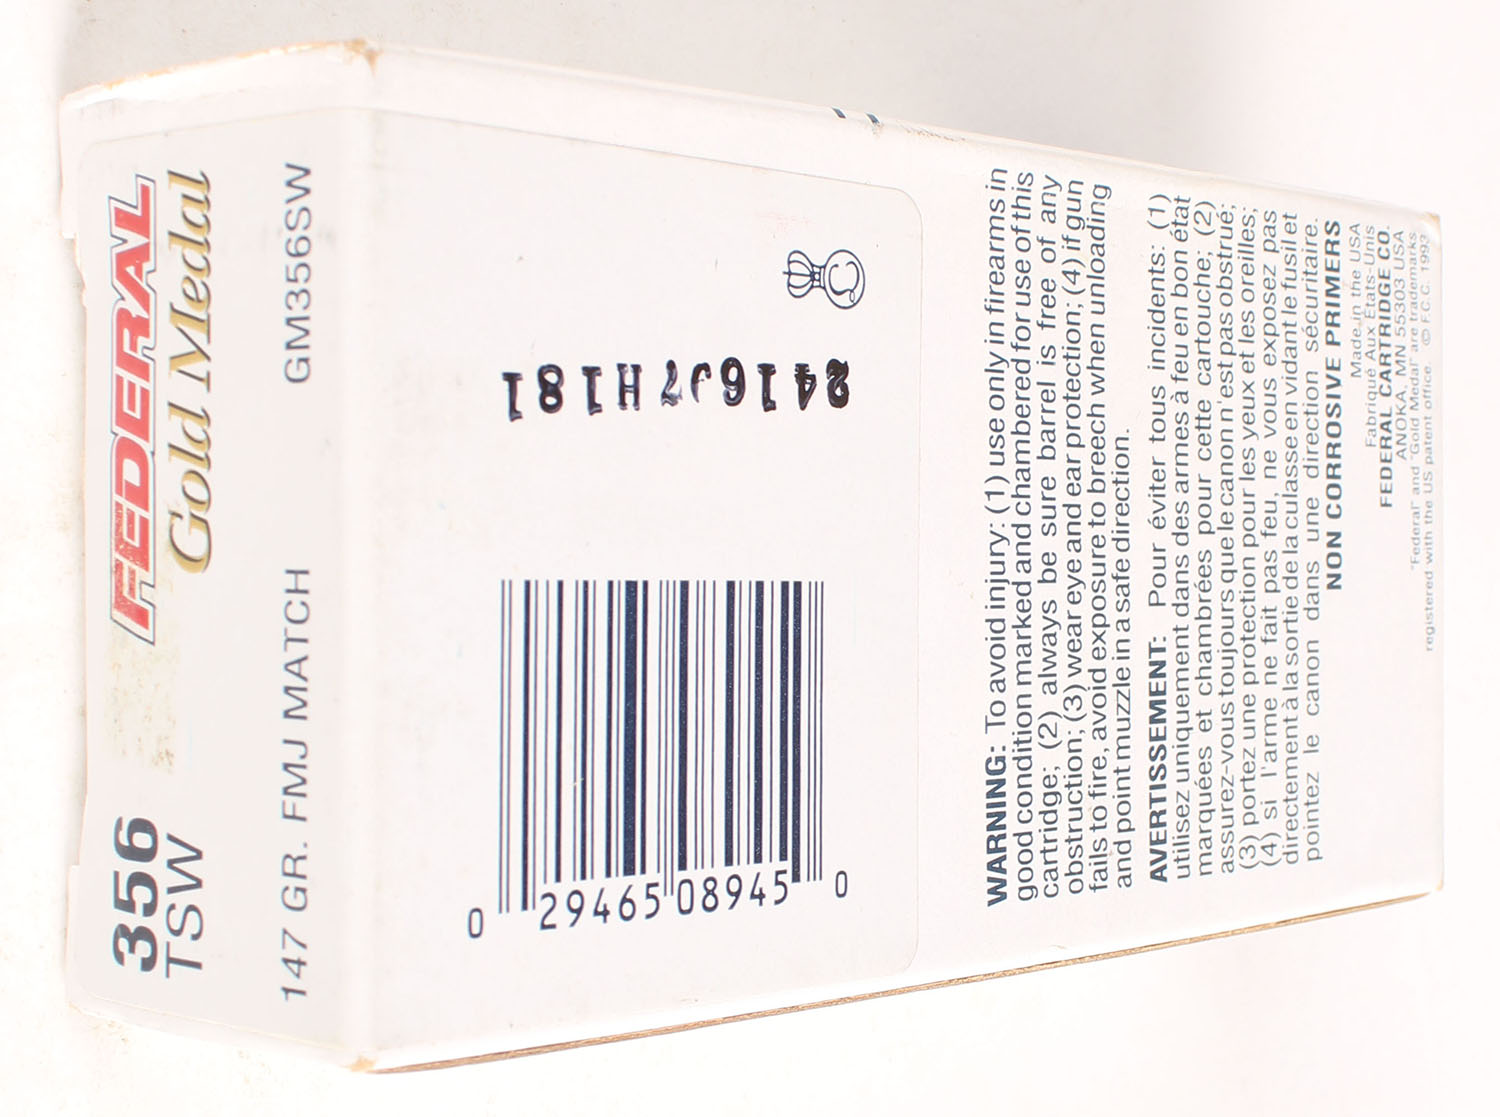 FEDERAL
Gold Medal
356
TSW
147 GR. FMJ MATCH GM356SW
0 29465 08945 0
WARNING: To avoid injury: (1) use only in firearms in
good condition marked and chambered for use of this
cartridge; (2) always be sure barrel is free of any
obstruction; (3) wear eye and ear protection; (4) if gun
fails to fire, avoid exposure to breech when unloading
and point muzzle in a safe direction.
AVERTISSEMENT: Pour éviter tous incidents: (1)
utilisez uniquement dans des armes à feu en bon état
marquées et chambrées pour cette cartouche; (2)
assurez-vous toujours que le canon n'est pas obstrué;
(3) portez une protection pour les yeux et les oreilles;
(4) si l'arme ne fait pas feu, ne vous exposez pas
directement à la sortie de la culasse en vidant le fusil et
pointez le canon dans une direction sécuritaire.
NON CORROSIVE PRIMERS
Made in the USA
Fabriqué Aux États-Unis
FEDERAL CARTRIDGE CO.
ANOKA, MN 55303 USA
"Federal" and "Gold Medal" are trademarks
registered with the US patent office. © F.C.C. 1993